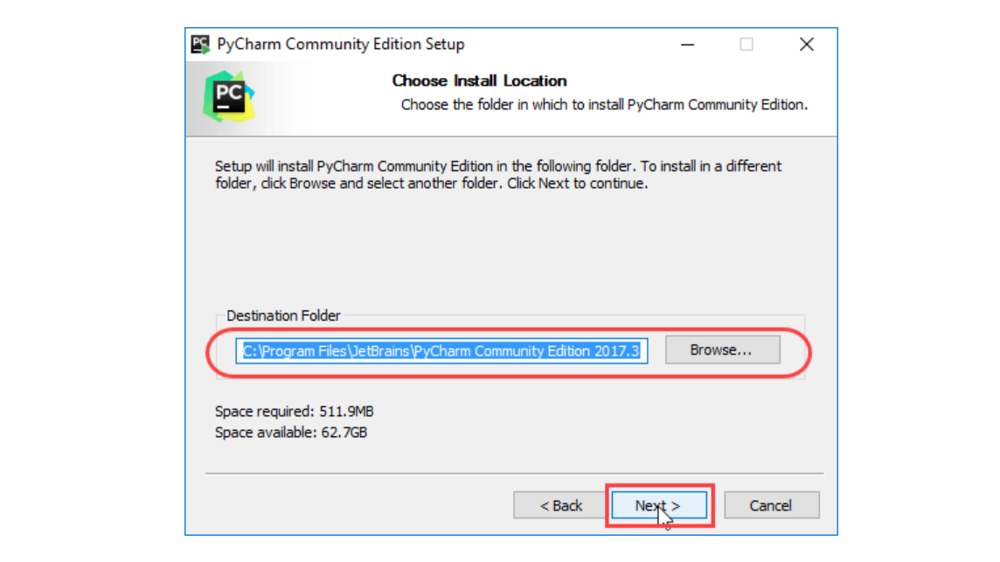 PC PyCharm Community Edition Setup
PC
Choose Install Location
Choose the folder in which to install PyCharm Community Edition.
Setup will install PyCharm Community Edition in the following folder. To install in a different
folder, click Browse and select another folder. Click Next to continue.
Destination Folder
C:\Program Files\JetBrains\PyCharm Community Edition 2017.3
Browse...
Space required: 511.9MB
Space available: 62.7GB
< Back
Next >
Cancel